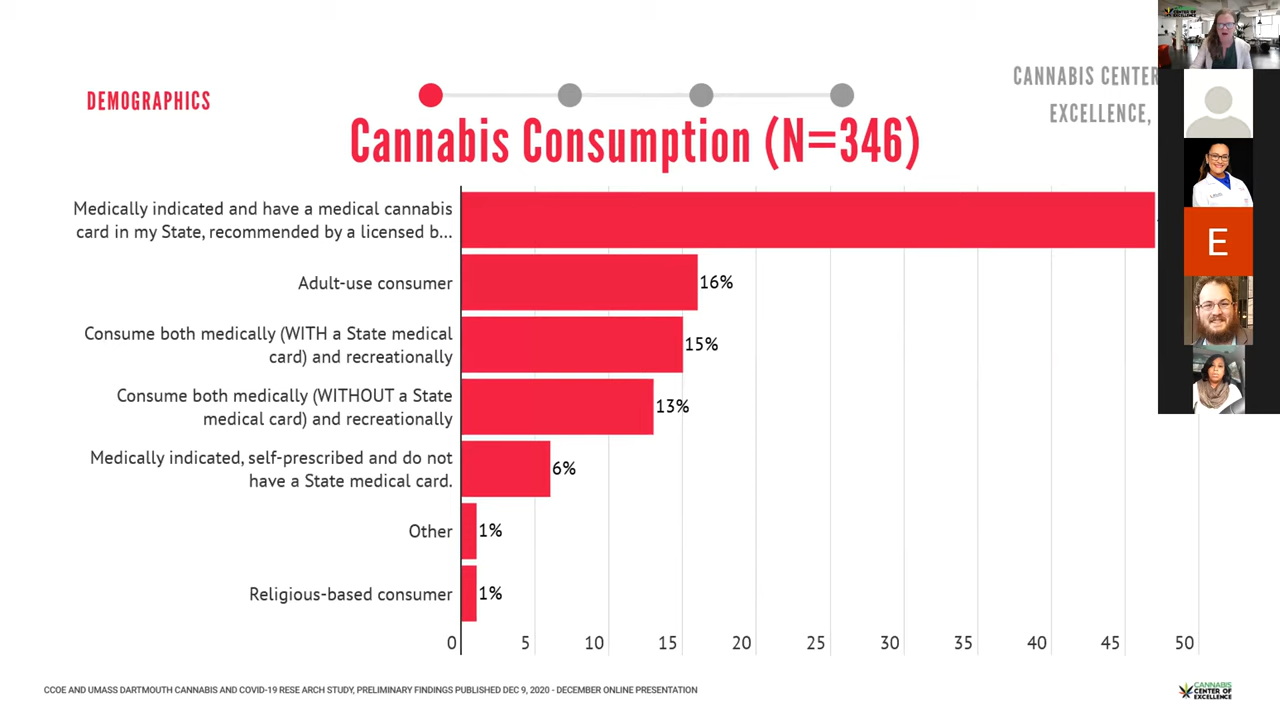 DEMOGRAPHICS
CANNABIS CENTER
EXCELLENCE,
Cannabis Consumption (N=346)
Medically indicated and have a medical cannabis
card in my State, recommended by a licensed b...
Adult-use consumer
16%
Consume both medically (WITH a State medical
card) and recreationally
15%
Consume both medically (WITHOUT a State
medical card) and recreationally
13%
Medically indicated, self-prescribed and do not
have a State medical card.
6%
Other
1%
Religious-based consumer
1%
0 5 10 15 20 25 30 35 40 45 50
CCOE AND UMASS DARTMOUTH CANNABIS AND COVID-19 RESE ARCH STUDY, PRELIMINARY FINDINGS PUBLISHED DEC 9, 2020 - DECEMBER ONLINE PRESENTATION
CANNABIS
CENTER OF
EXCELLENCE
CANNABIS
CENTER OF
EXCELLENCE
E